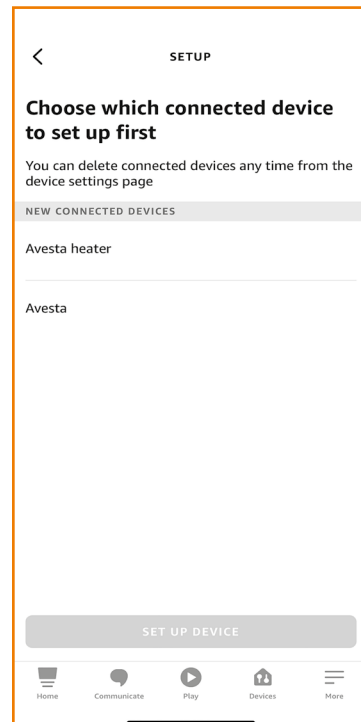 SETUP
Choose which connected device
to set up first
You can delete connected devices any time from the
device settings page
NEW CONNECTED DEVICES
Avesta heater
Avesta
SET UP DEVICE
Home Communicate Play Devices More